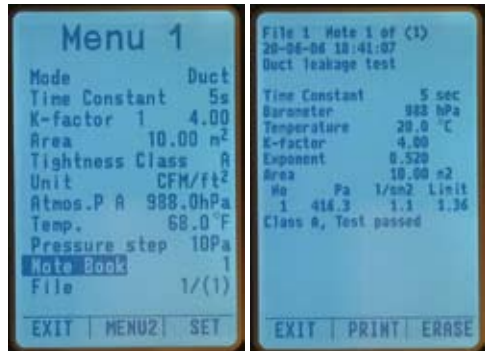 Menu 1
Mode Duct
Time Constant 5s
K-factor 1 4.00
Area 10.00 m²
Tightness Class A
Unit CFM/ft²
Atmos.P A 988.0hPa
Temp. 68.0°F
Pressure step 10Pa
Note Book 1
File 1/(1)
EXIT | MENU2 | SET
File 1 Note 1 of (1)
20-06-06 18:41:07
Duct leakage test
Time Constant 5 sec
Barometer 988 hPa
Temperature 20.0 °C
K-factor 4.00
Exponent 0.520
Area 10.00 m2
No Pa l/sm2 Limit
1 416.3 1.1 1.36
Class A, Test passed
EXIT | PRINT | ERASE